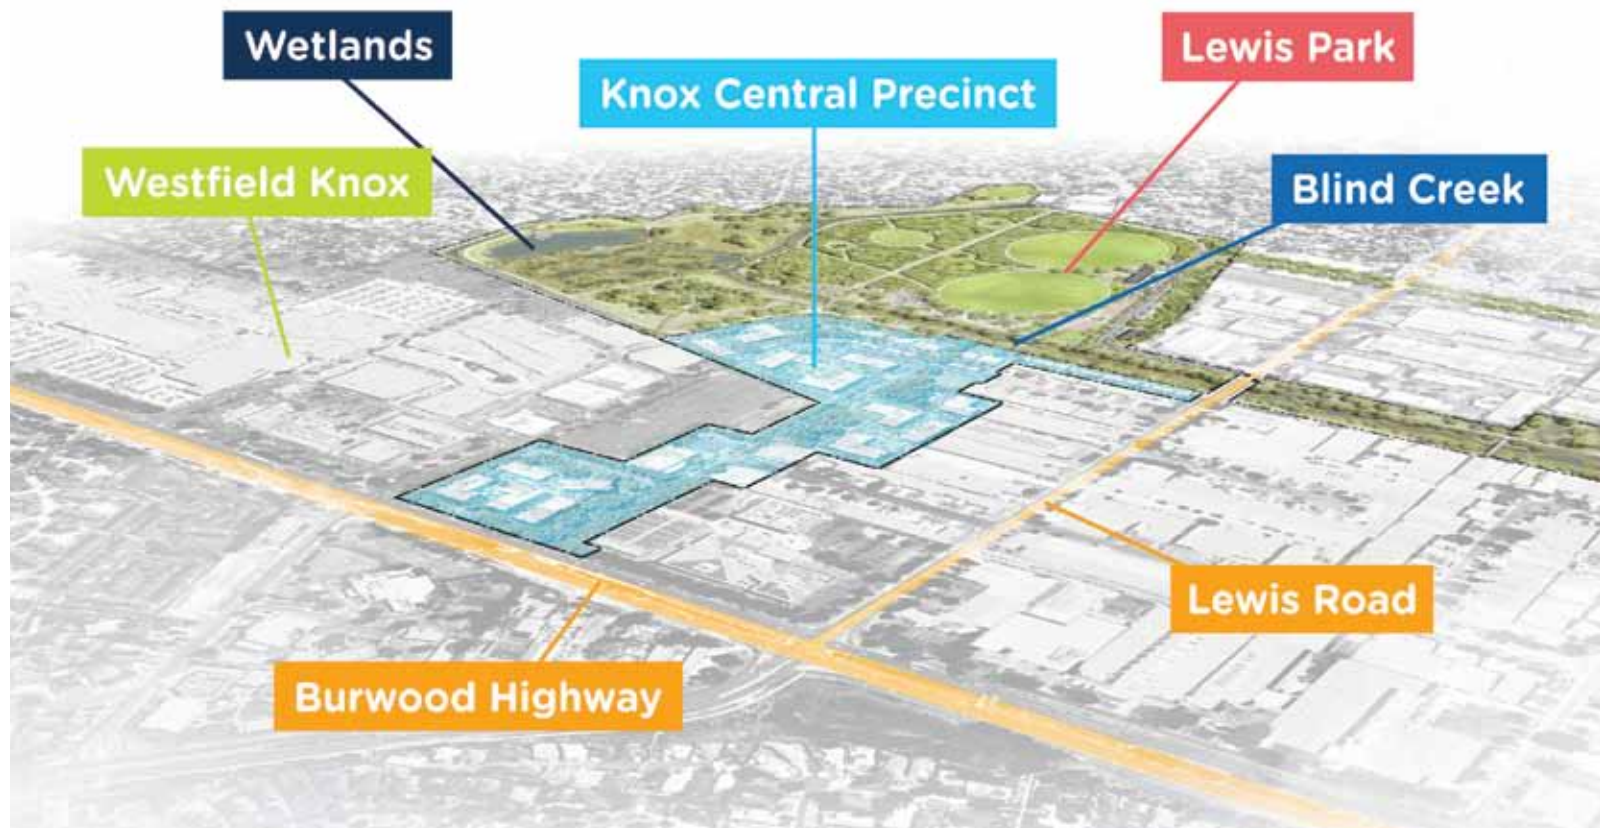 Wetlands
Lewis Park
Knox Central Precinct
Westfield Knox
Blind Creek
Lewis Road
Burwood Highway